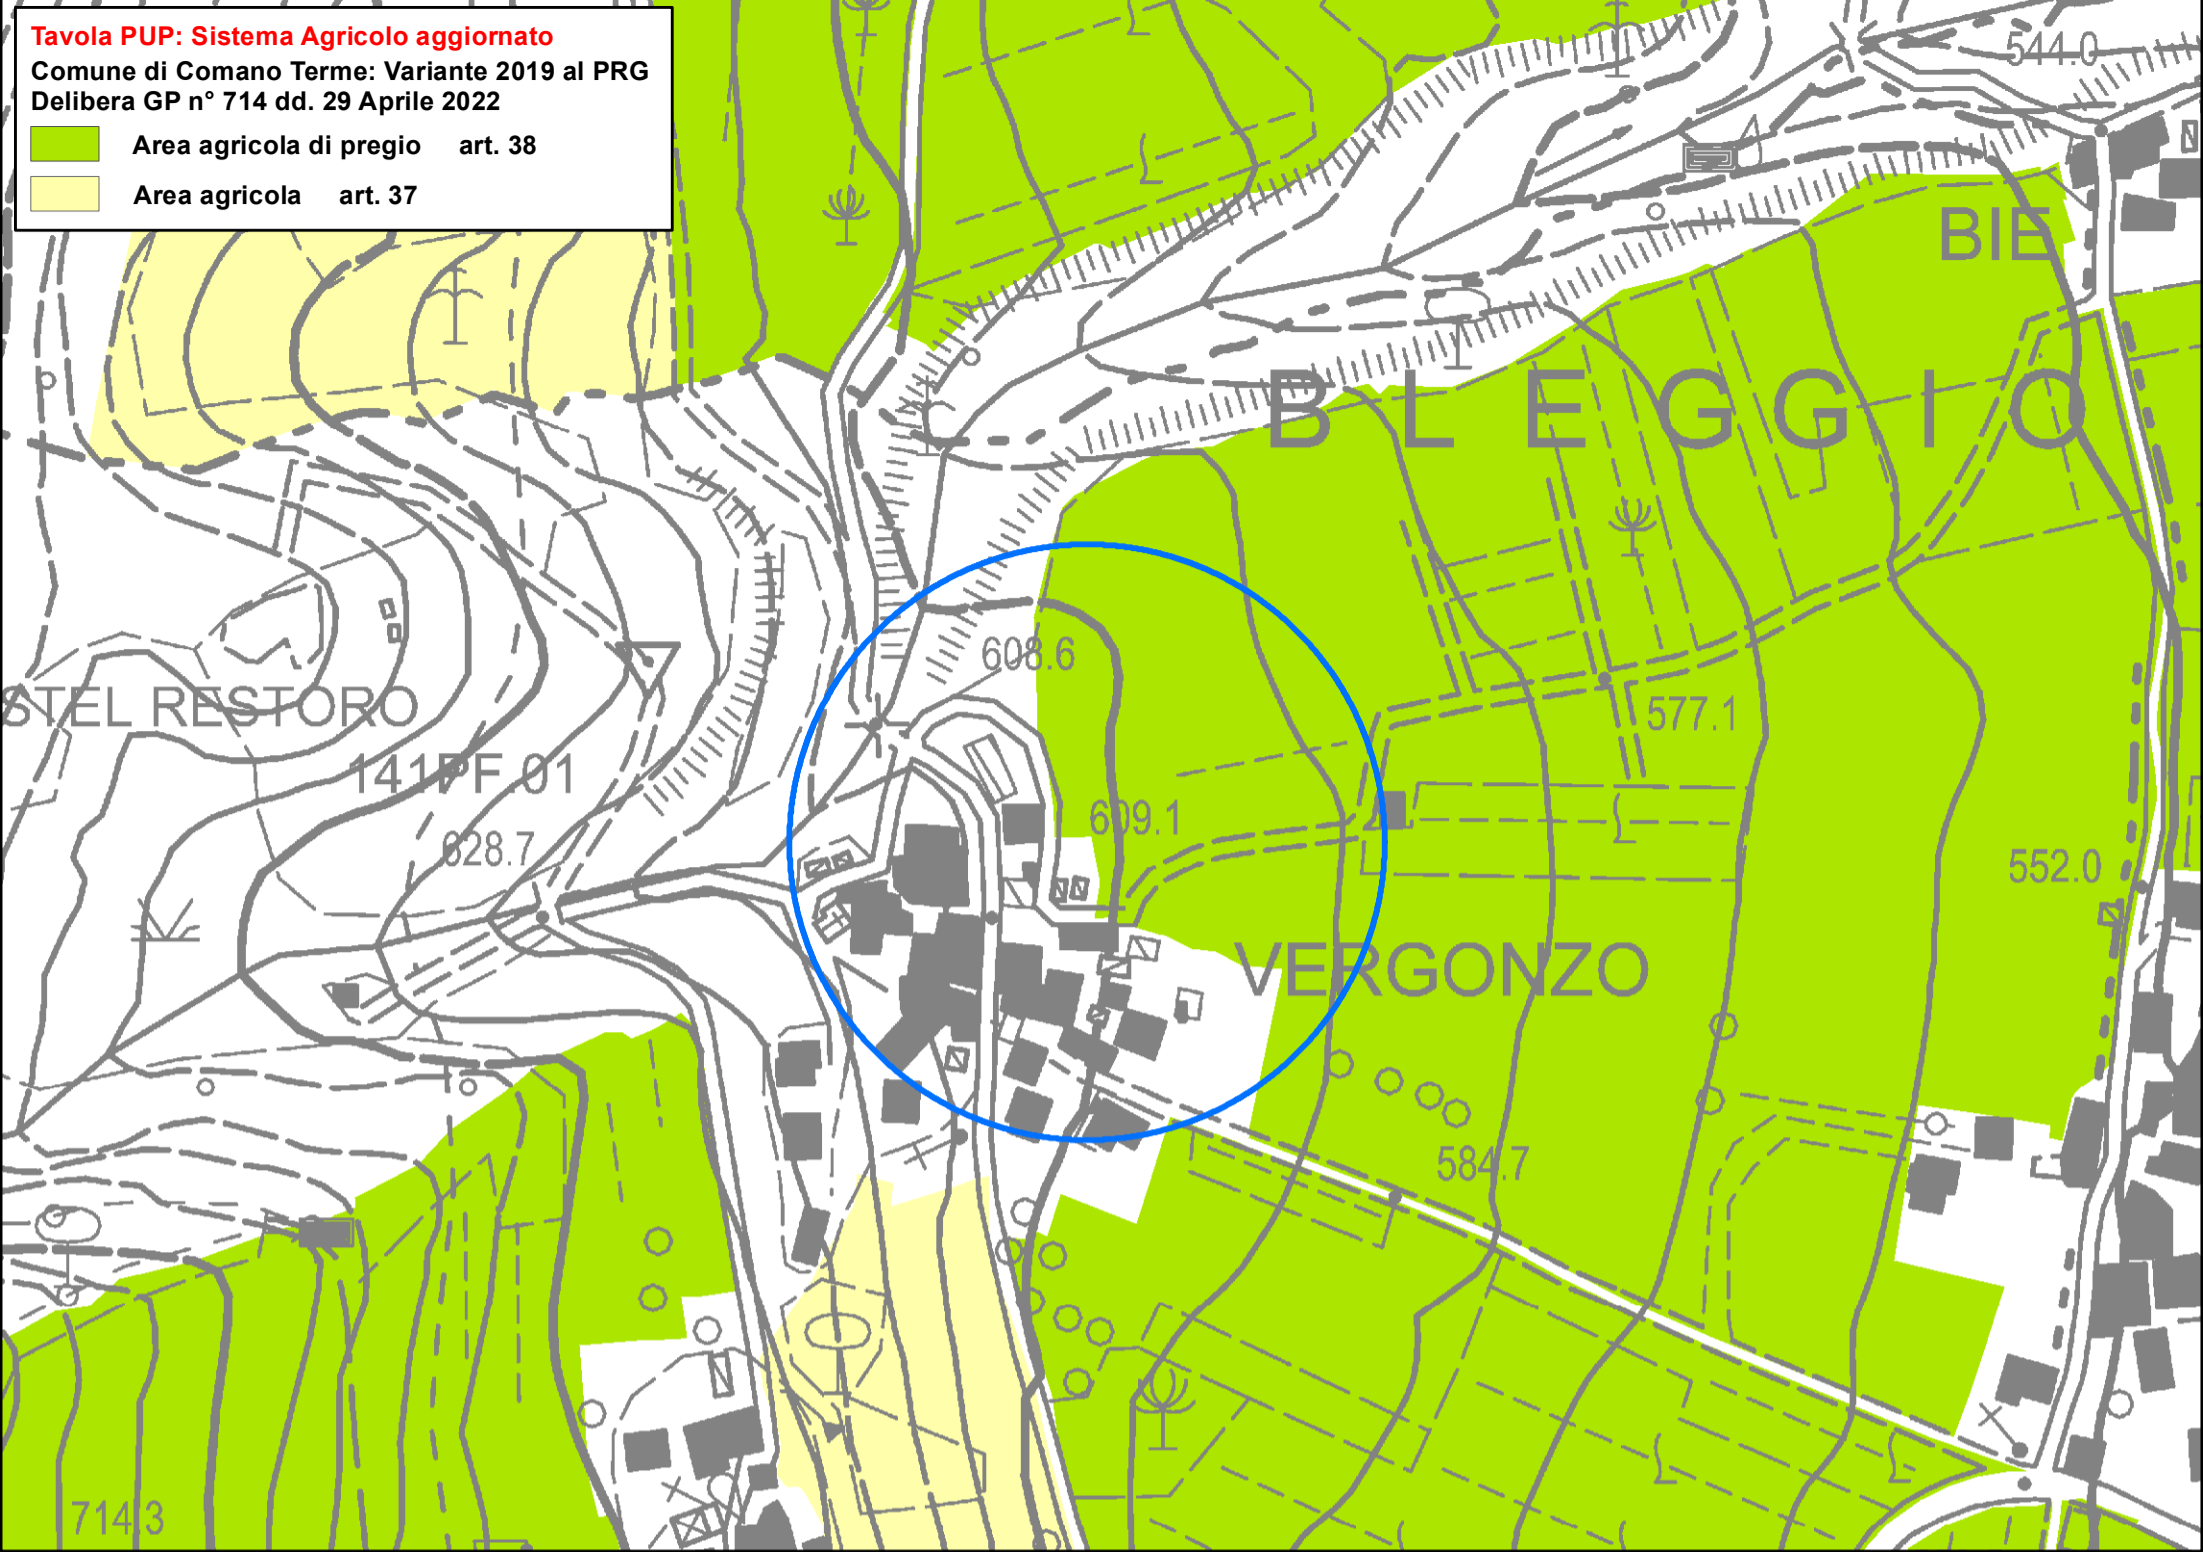 Tavola PUP: Sistema Agricolo aggiornato
Comune di Comano Terme: Variante 2019 al PRG
Delibera GP n° 714 dd. 29 Aprile 2022
Area agricola di pregio art. 38
Area agricola art. 37
544.0
BIE
BLEGGIO
608.6
STEL RESTORO
577.1
141PF.01
609.1
628.7
552.0
VERGONZO
584.7
714.3